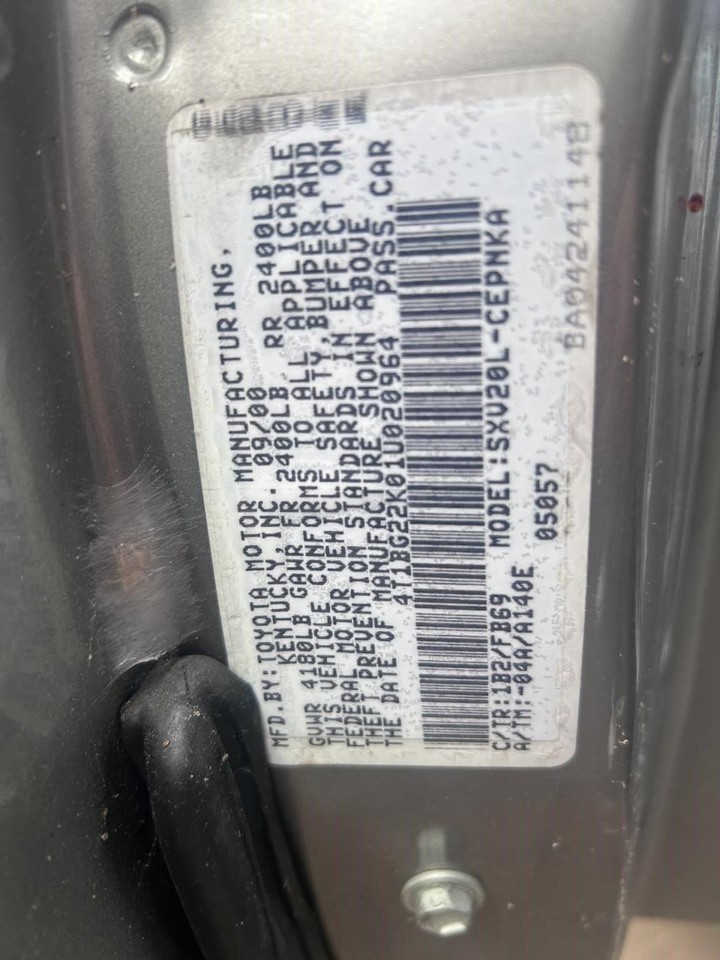 MFD.BY:TOYOTA MOTOR MANUFACTURING,
KENTUCKY,INC. 09/00
GVWR 4180LB GAWR FR 2400LB RR 2400LB
THIS VEHICLE CONFORMS TO ALL APPLICABLE
FEDERAL MOTOR VEHICLE SAFETY,BUMPER AND
THEFT PREVENTION STANDARDS IN EFFECT ON
THE DATE OF MANUFACTURE SHOWN ABOVE.
4T1BG22K01U020964 PASS.CAR
C/TR:1B2/FB69 MODEL:SXV20L-CEPNKA
A/TM:-04A/A140E 05057
BA04241114B